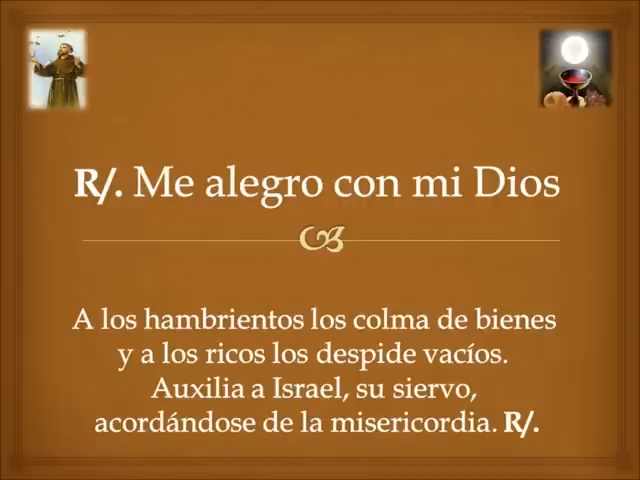 R/. Me alegro con mi Dios
A los hambrientos los colma de bienes
y a los ricos los despide vacíos.
Auxilia a Israel, su siervo,
acordándose de la misericordia. R/.